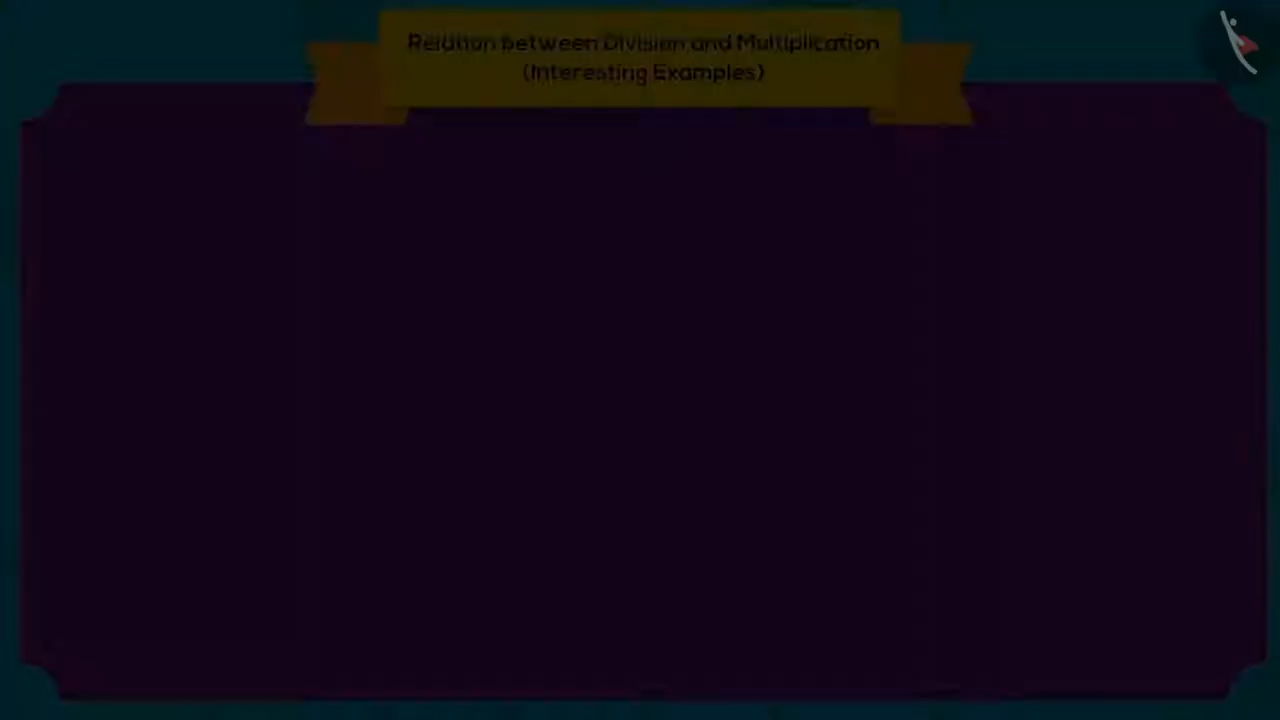 Relation between Division and Multiplication
(Interesting Examples)